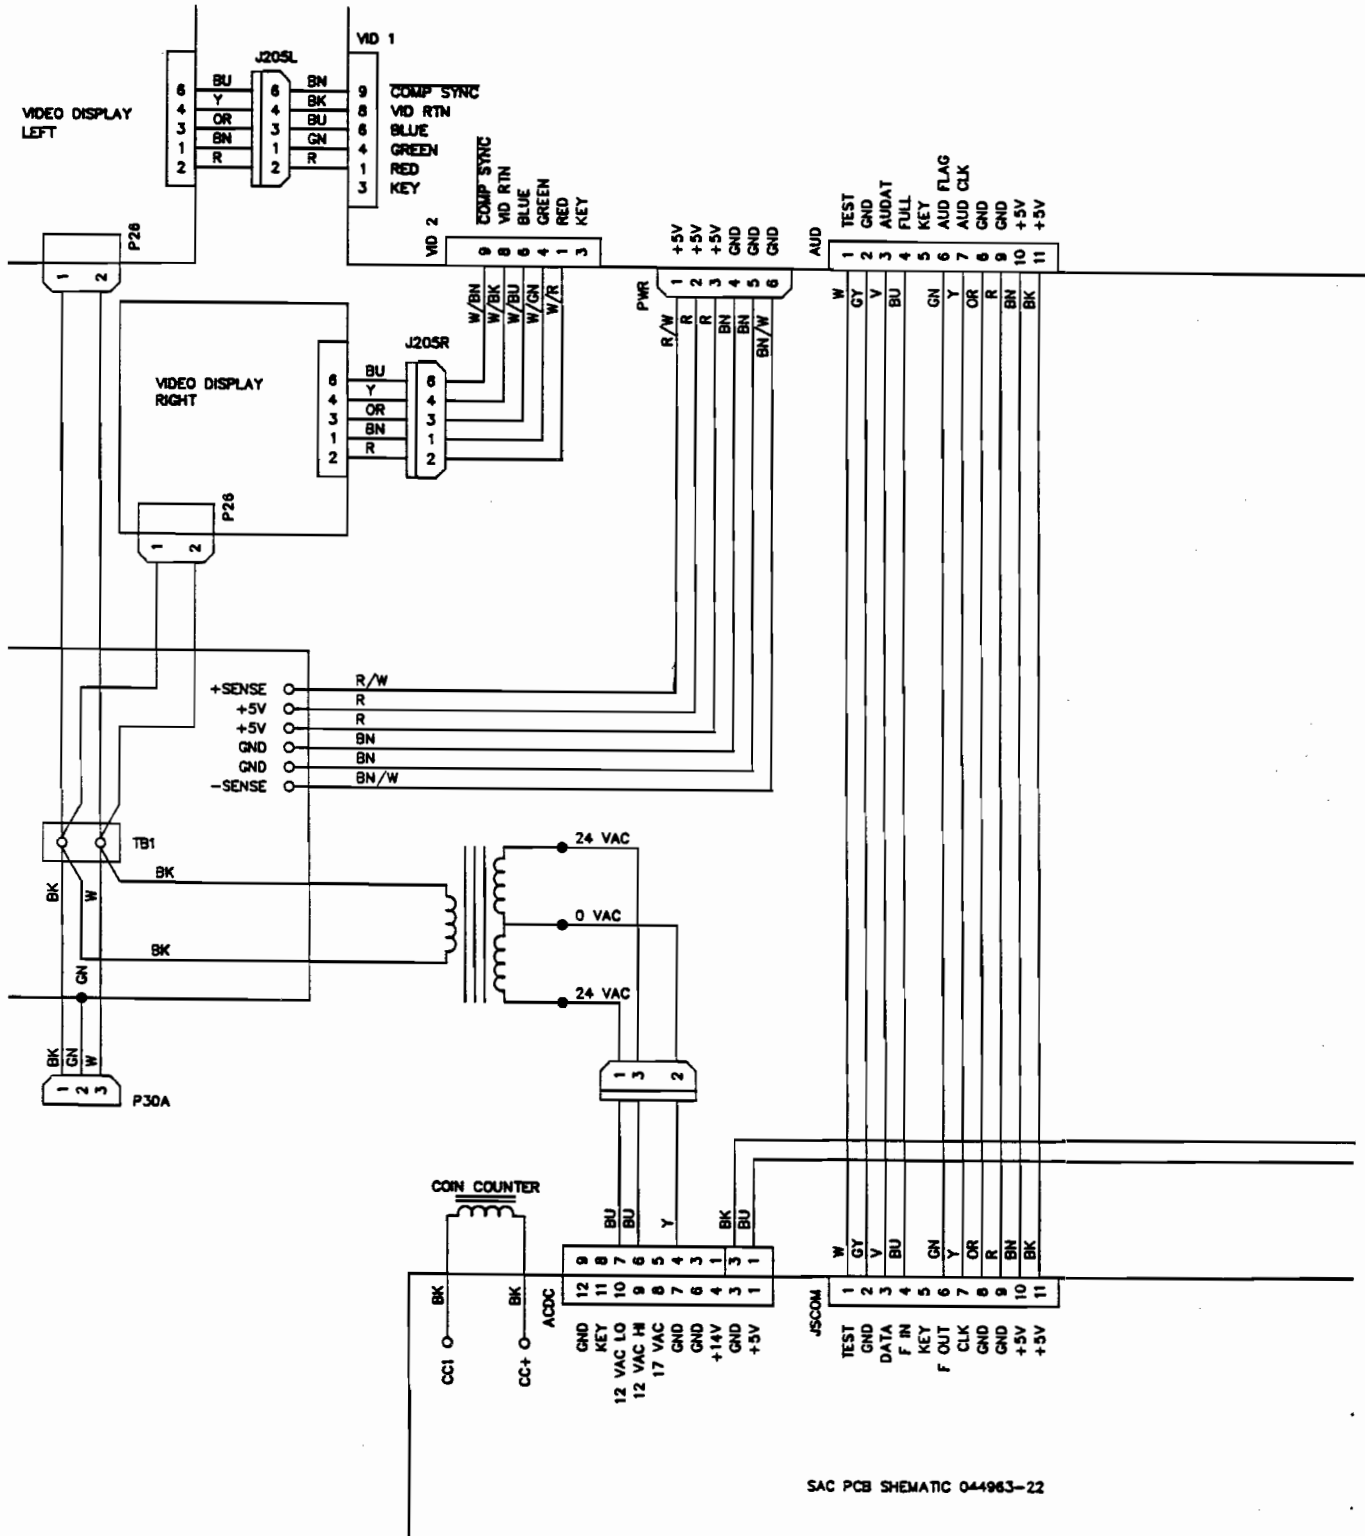 VID 1
J205L
VIDEO DISPLAY
LEFT
6 BU 6 BN 9 COMP SYNC
4 Y 4 BK 8 VID RTN
3 OR 3 BU 6 BLUE
1 BN 1 GN 4 GREEN
2 R 2 R 1 RED
3 KEY
P26
1 2
VID 2
COMP SYNC
VID RTN
BLUE
GREEN
RED
KEY
9 8 6 4 1 3
W/BN
W/BK
W/BU
W/GN
W/R
PWR
+5V
+5V
+5V
GND
GND
GND
1 2 3 4 5 6
R/W
R
R
BN
BN
BN/W
AUD
TEST
GND
AUDAT
FULL
KEY
AUD FLAG
AUD CLK
GND
GND
+5V
+5V
1 2 3 4 5 6 7 8 9 10 11
W GY V BU GN Y OR R BN BK
J205R
VIDEO DISPLAY
RIGHT
6 BU 6
4 Y 4
3 OR 3
1 BN 1
2 R 2
P26
1 2
+SENSE R/W
+5V R
+5V R
GND BN
GND BN
-SENSE BN/W
TB1
BK
W
BK
BK
GN
24 VAC
0 VAC
24 VAC
BK
GN
W
1 2 3
P30A
1 3 2
COIN COUNTER
BK
BK
CC1
CC+
BU
BU
Y
BK
BU
ACDC
9 8 7 6 5 4 3 1 3 1
12 11 10 9 8 7 6 4 3 1
GND
KEY
12 VAC LO
12 VAC HI
17 VAC
GND
GND
+14V
GND
+5V
W GY V BU GN Y OR R BN BK
JSCOM
1 2 3 4 5 6 7 8 9 10 11
TEST
GND
DATA
F IN
KEY
F OUT
CLK
GND
GND
+5V
+5V
SAC PCB SHEMATIC 044963-22